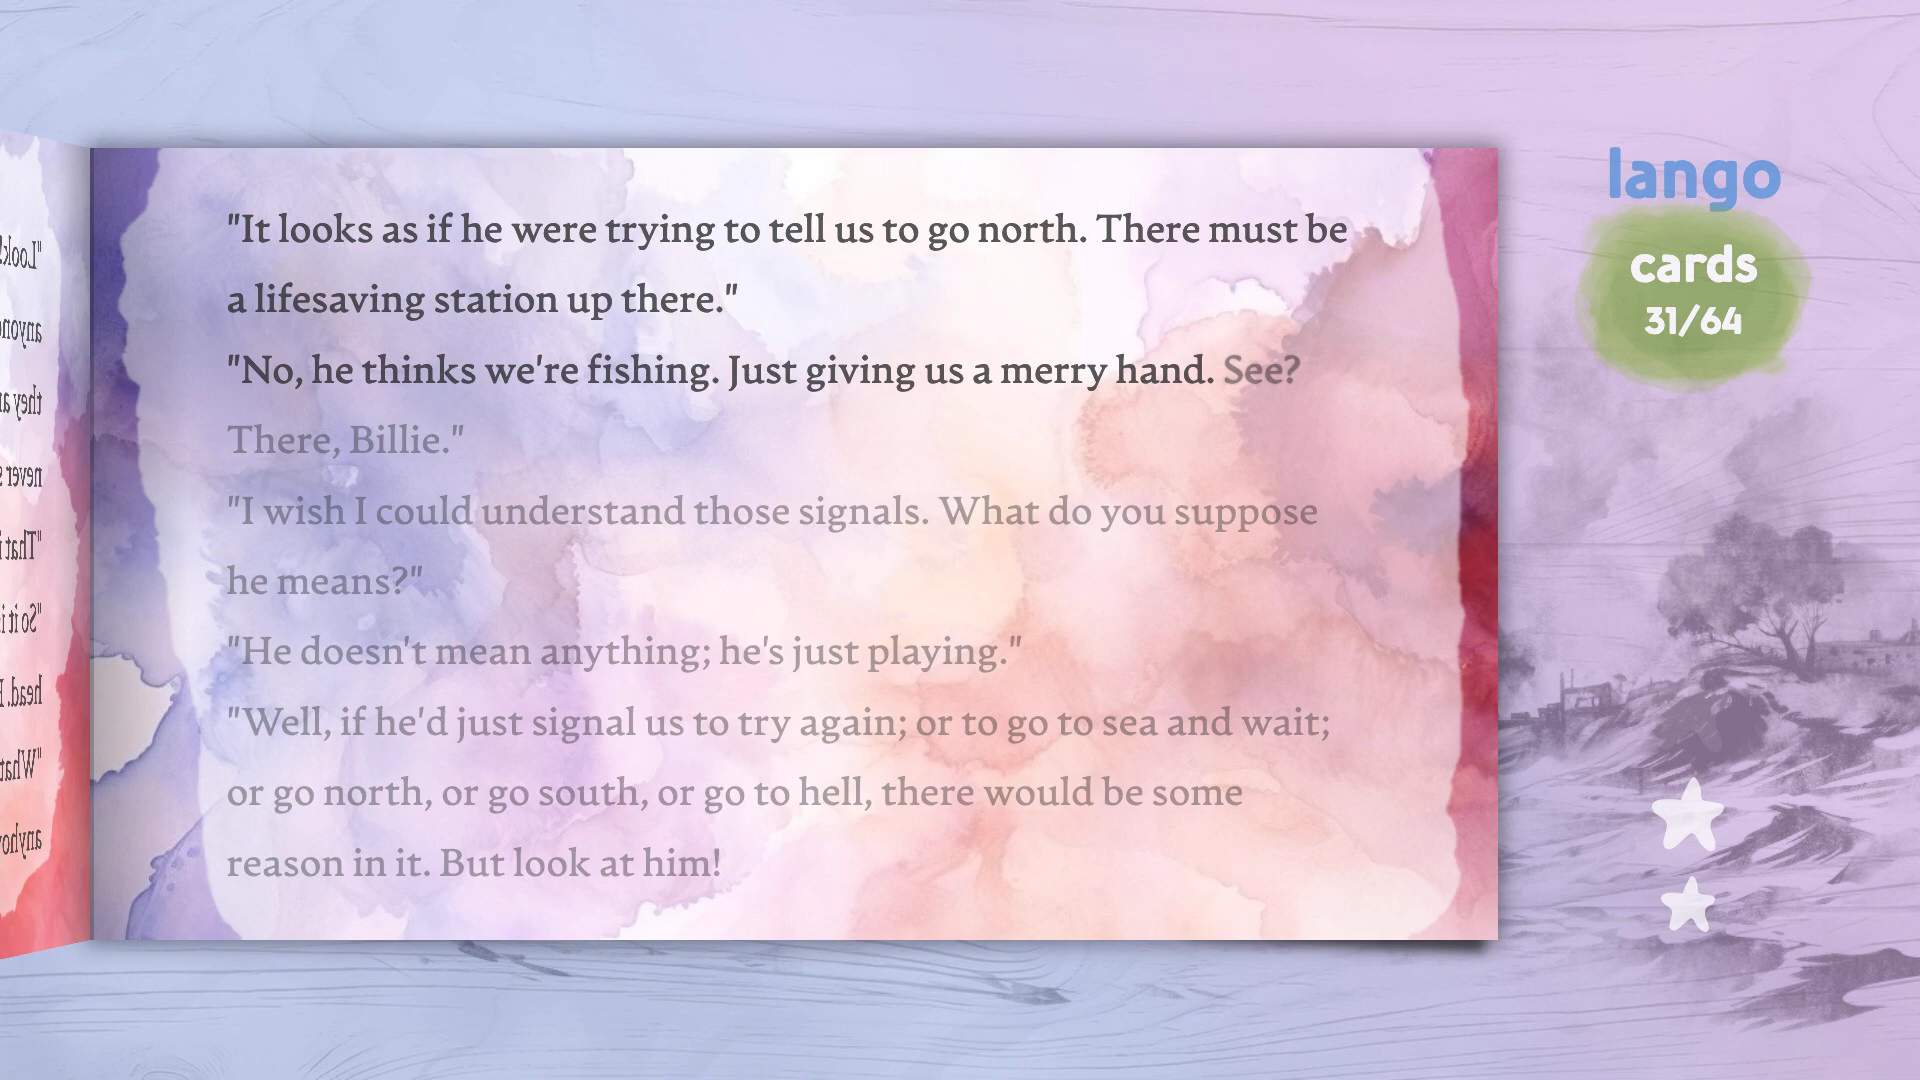 "It looks as if he were trying to tell us to go north. There must be
a lifesaving station up there."
"No, he thinks we're fishing. Just giving us a merry hand. See?
There, Billie."
"I wish I could understand those signals. What do you suppose
he means?"
"He doesn't mean anything; he's just playing."
"Well, if he'd just signal us to try again; or to go to sea and wait;
or go north, or go south, or go to hell, there would be some
reason in it. But look at him!
lango
cards
31/64